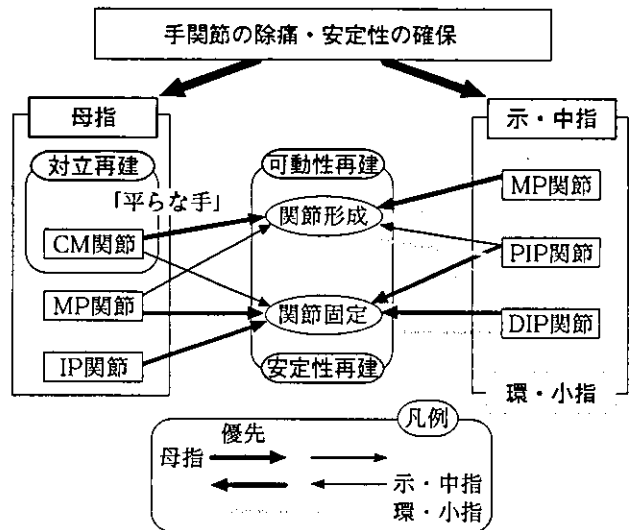 手関節の除痛・安定性の確保
母指
示・中指
対立再建
可動性再建
「平らな手」
MP関節
関節形成
CM関節
PIP関節
MP関節
関節固定
DIP関節
IP関節
安定性再建
環・小指
凡例
優先
母指
示・中指
環・小指